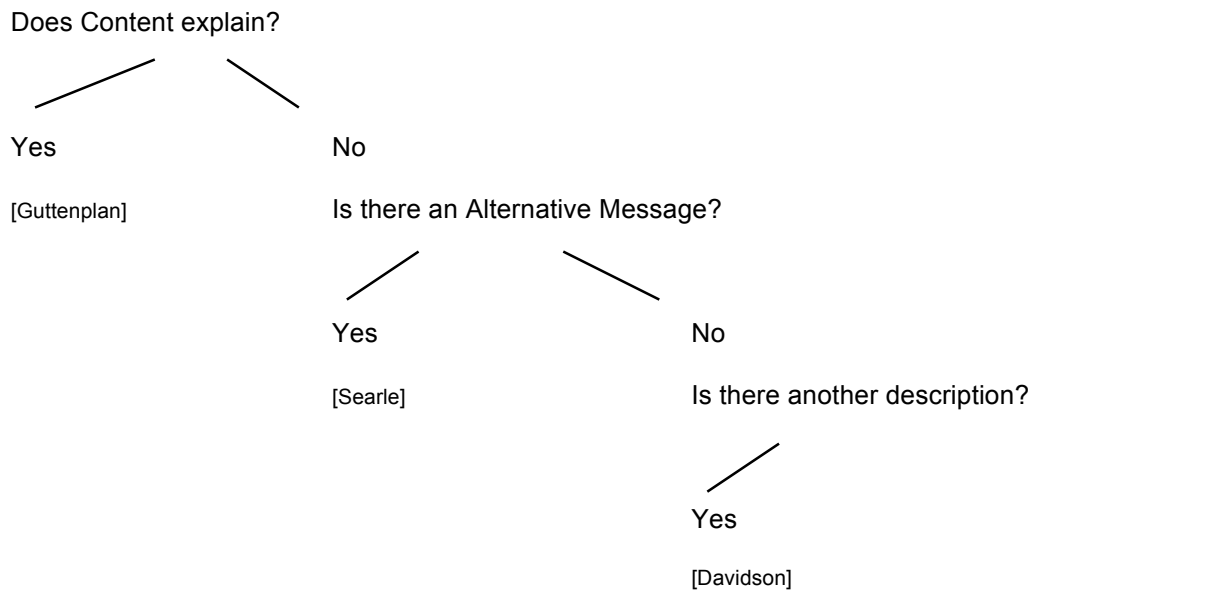 Does Content explain?
Yes
No
[Guttenplan]
Is there an Alternative Message?
Yes
No
[Searle]
Is there another description?
Yes
[Davidson]